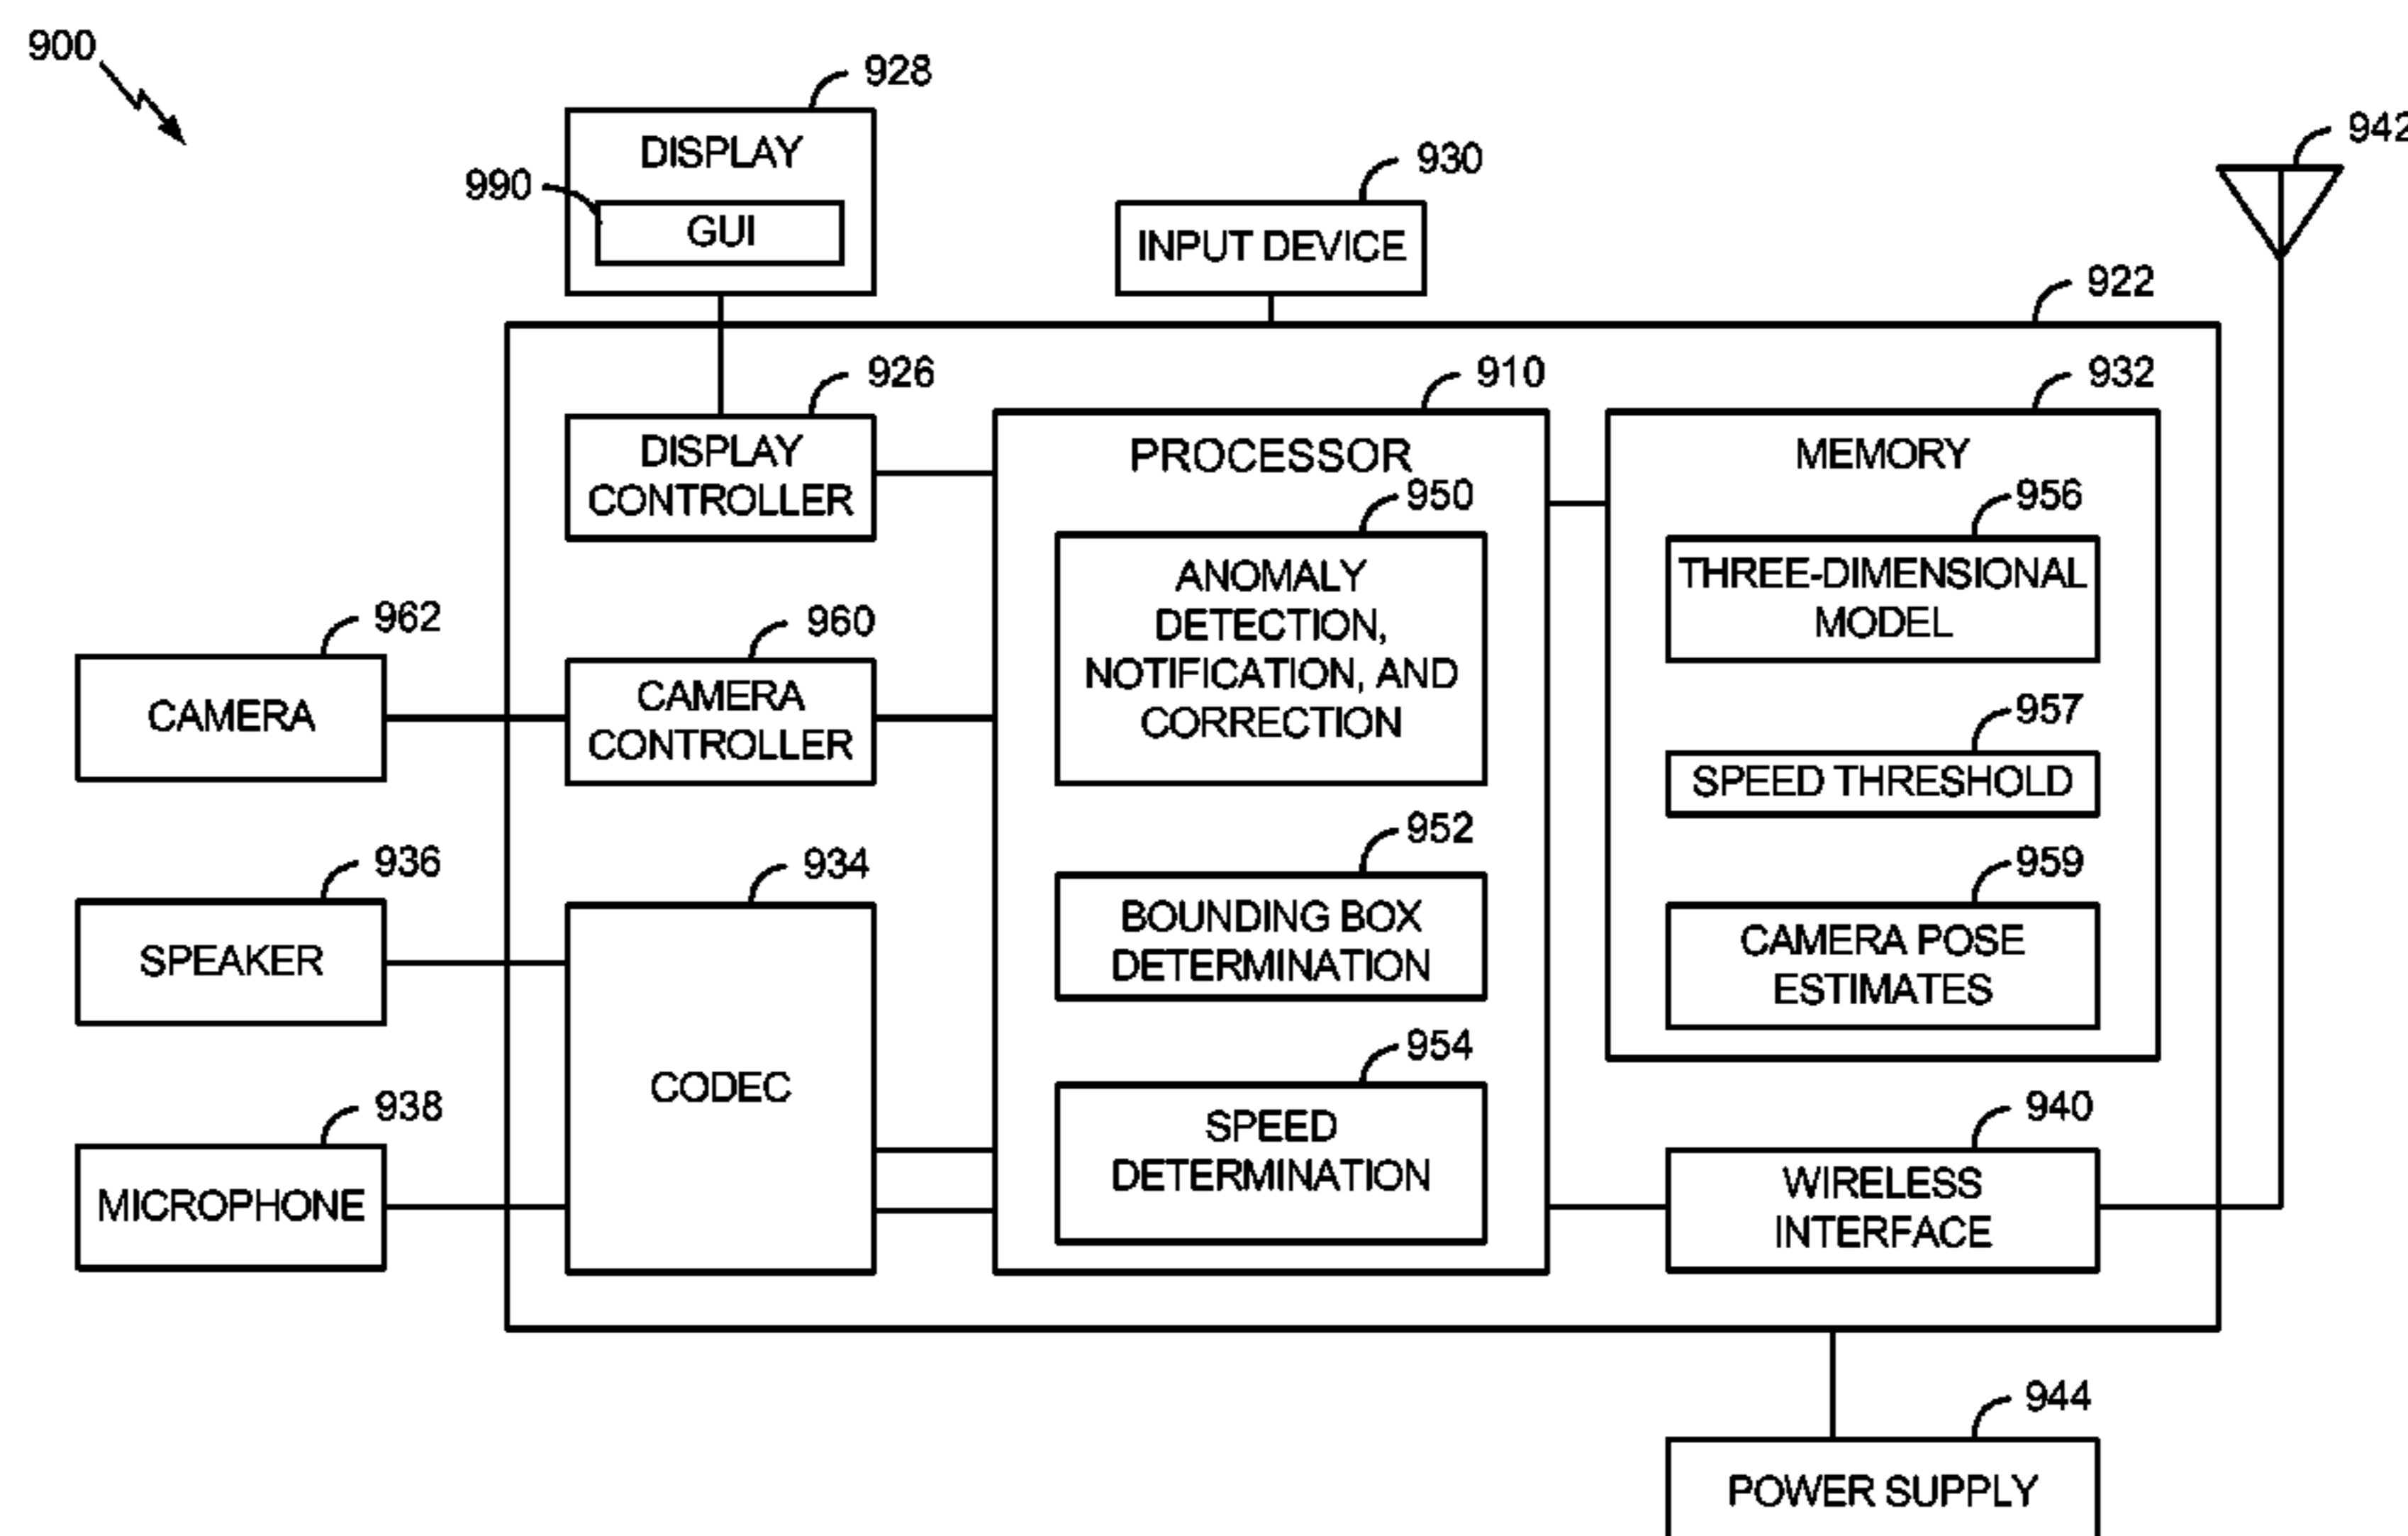 900
928
DISPLAY
990
GUI
930
INPUT DEVICE
942
922
926
DISPLAY
CONTROLLER
910
PROCESSOR
932
MEMORY
950
ANOMALY
DETECTION,
NOTIFICATION, AND
CORRECTION
956
THREE-DIMENSIONAL
MODEL
962
CAMERA
960
CAMERA
CONTROLLER
957
SPEED THRESHOLD
952
BOUNDING BOX
DETERMINATION
959
CAMERA POSE
ESTIMATES
936
SPEAKER
934
CODEC
954
SPEED
DETERMINATION
938
MICROPHONE
940
WIRELESS
INTERFACE
944
POWER SUPPLY